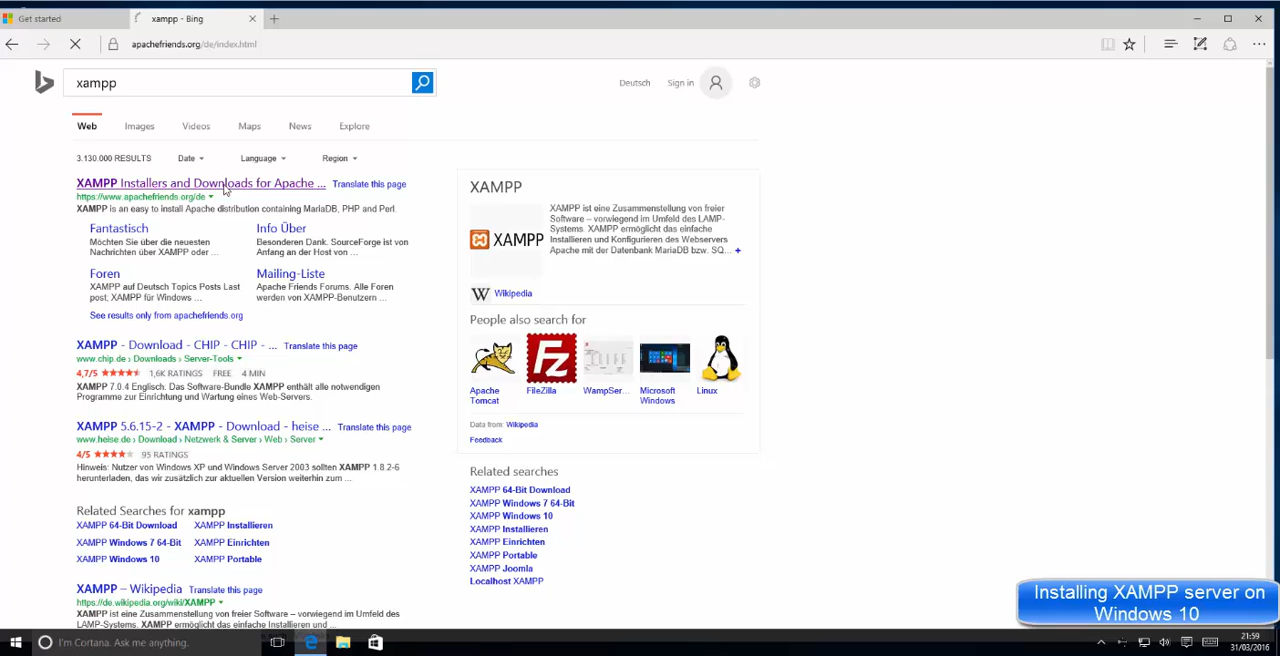 Get started
xampp - Bing
apachefriends.org/de/index.html
xampp
Deutsch
Sign in
Web
Images
Videos
Maps
News
Explore
3.130.000 RESULTS
Date
Language
Region
XAMPP Installers and Downloads for Apache ...
Translate this page
https://www.apachefriends.org/de
XAMPP is an easy to install Apache distribution containing MariaDB, PHP and Perl.
Fantastisch
Möchten Sie über die neuesten
Nachrichten über XAMPP oder ...
Info Über
Besonderen Dank. SourceForge ist von
Anfang an der Host von ...
Foren
XAMPP auf Deutsch Topics Posts Last
post; XAMPP für Windows ...
Mailing-Liste
Apache Friends Forums. Alle Foren
werden von XAMPP-Benutzern ...
See results only from apachefriends.org
XAMPP - Download - CHIP - CHIP - ...
Translate this page
www.chip.de › Downloads › Server-Tools
4,7/5
1,6K RATINGS
FREE
4 MIN
XAMPP 7.0.4 Englisch: Das Software-Bundle XAMPP enthält alle notwendigen
Programme zur Einrichtung und Wartung eines Web-Servers.
XAMPP 5.6.15-2 - XAMPP - Download - heise ...
Translate this page
www.heise.de › Download › Netzwerk & Server › Web › Server
4/5
95 RATINGS
Hinweis: Nutzer von Windows XP und Windows Server 2003 sollten XAMPP 1.8.2-6
herunterladen, das wir zusätzlich zur aktuellen Version weiterhin zum ...
Related Searches for xampp
XAMPP 64-Bit Download
XAMPP Installieren
XAMPP Windows 7 64-Bit
XAMPP Einrichten
XAMPP Windows 10
XAMPP Portable
XAMPP – Wikipedia
Translate this page
https://de.wikipedia.org/wiki/XAMPP
XAMPP ist eine Zusammenstellung von freier Software – vorwiegend im Umfeld des
LAMP-Systems. XAMPP ermöglicht das einfache Installieren und
XAMPP
XAMPP
XAMPP ist eine Zusammenstellung von freier
Software – vorwiegend im Umfeld des LAMP-
Systems. XAMPP ermöglicht das einfache
Installieren und Konfigurieren des Webservers
Apache mit der Datenbank MariaDB bzw. SQ...
+
W
Wikipedia
People also search for
Fz
Apache
Tomcat
FileZilla
WampSer...
Microsoft
Windows
Linux
Data from: Wikipedia
Feedback
Related searches
XAMPP 64-Bit Download
XAMPP Windows 7 64-Bit
XAMPP Windows 10
XAMPP Installieren
XAMPP Einrichten
XAMPP Portable
XAMPP Joomla
Localhost XAMPP
Installing XAMPP server on
Windows 10
I'm Cortana. Ask me anything.
21:59
31/03/2016